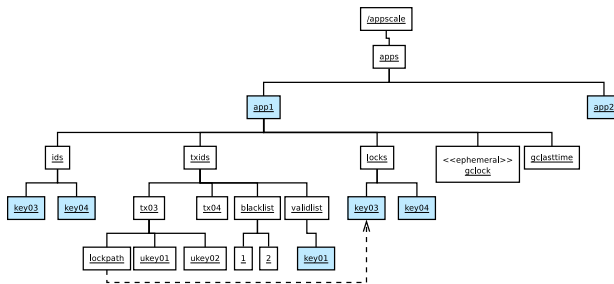 /appscale
apps
app1
app2
ids
txids
locks
<<ephemeral>>
gclock
gclasttime
key03
key04
tx03
tx04
blacklist
validlist
key03
key04
lockpath
ukey01
ukey02
1
2
key01